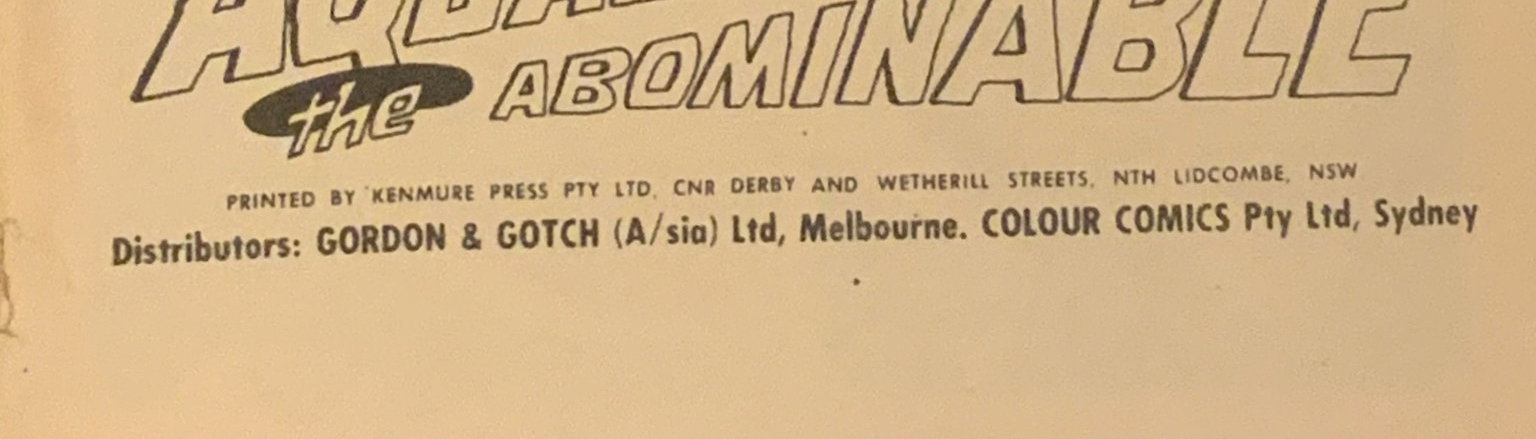 the ABOMINABLE
PRINTED BY KENMURE PRESS PTY LTD, CNR DERBY AND WETHERILL STREETS, NTH LIDCOMBE, NSW
Distributors: GORDON & GOTCH (A/sia) Ltd, Melbourne. COLOUR COMICS Pty Ltd, Sydney